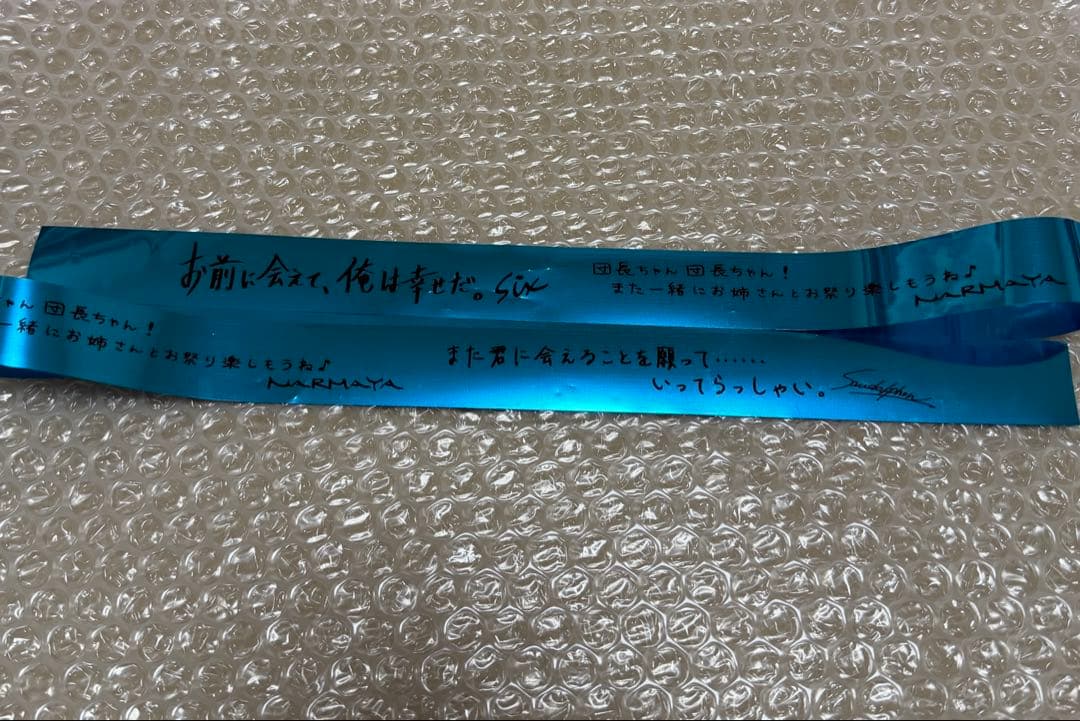 お前に会えて、俺は幸せだ。 Six
団長ちゃん団長ちゃん!
また一緒にお姉さんとお祭り楽しもうね♪
NARMAYA
ちゃん団長ちゃん!
一緒にお姉さんとお祭り楽しもうね♪
NARMAYA
また君に会えることを願って……
いってらっしゃい。 Sandalphon